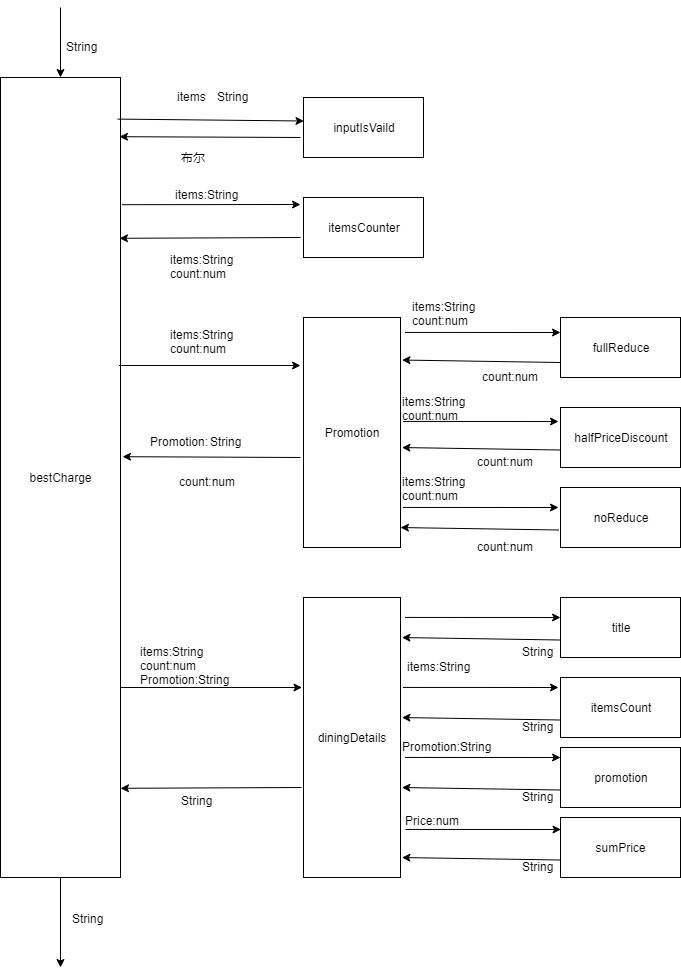 String
items String
inputIsVaild
布尔
items:String
itemsCounter
items:String
count:num
items:String
count:num
fullReduce
items:String
count:num
count:num
items:String
count:num
Promotion
halfPriceDiscount
Promotion: String
count:num
bestCharge
count:num
items:String
count:num
noReduce
count:num
title
items:String
count:num
Promotion:String
String
items:String
itemsCount
diningDetails
String
Promotion:String
promotion
String
String
Price:num
sumPrice
String
String